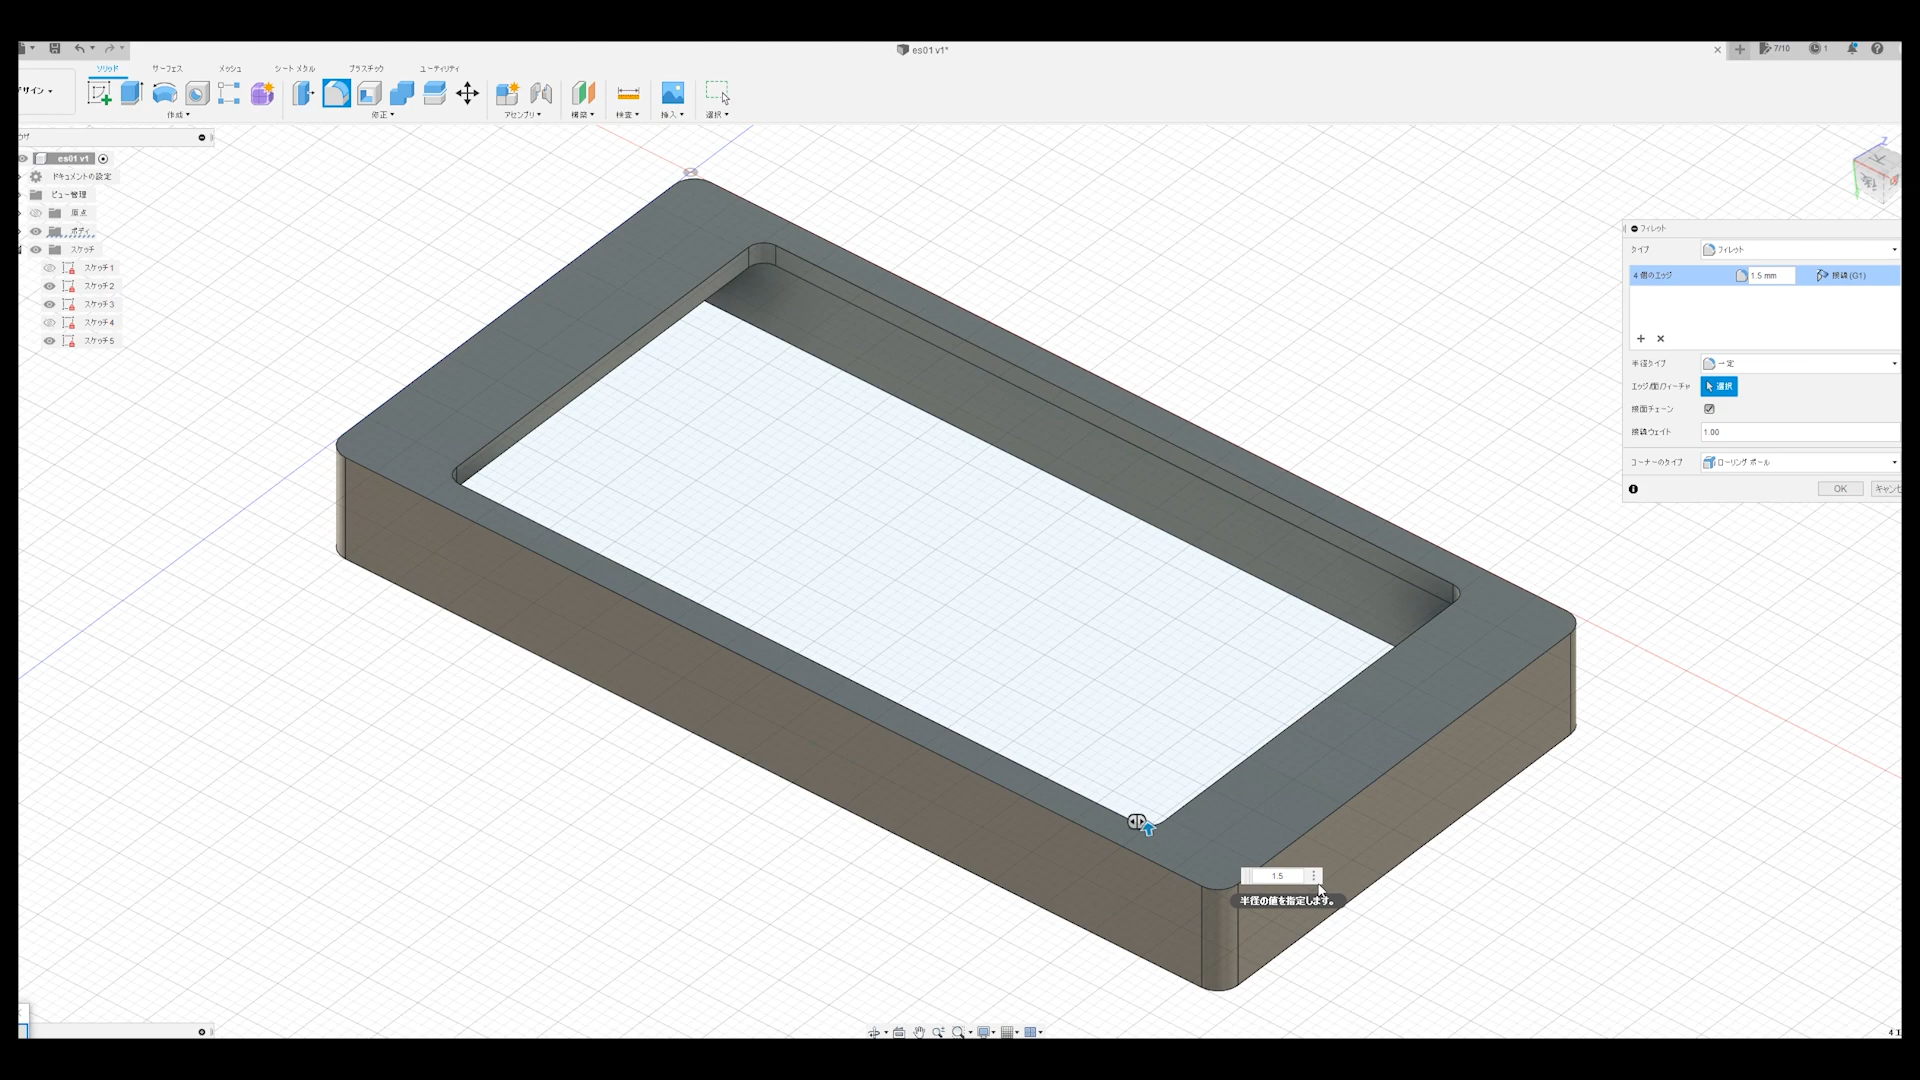 es01 v1*
7/10
1
ソリッド
サーフェス
メッシュ
シート メタル
プラスチック
ユーティリティ
ザイン
作成
修正
アセンブリ
構築
検査
挿入
選択
ウザ
es01 v1
ドキュメントの設定
ビュー管理
原点
ボディ
スケッチ
スケッチ1
スケッチ2
スケッチ3
スケッチ4
スケッチ5
フィレット
タイプ
フィレット
4 個のエッジ
1.5 mm
接線 (G1)
半径タイプ
一定
エッジ/面/フィーチャ
選択
接面チェーン
接線ウェイト
1.00
コーナーのタイプ
ローリング ボール
OK
キャンセ
1.5
半径の値を指定します。